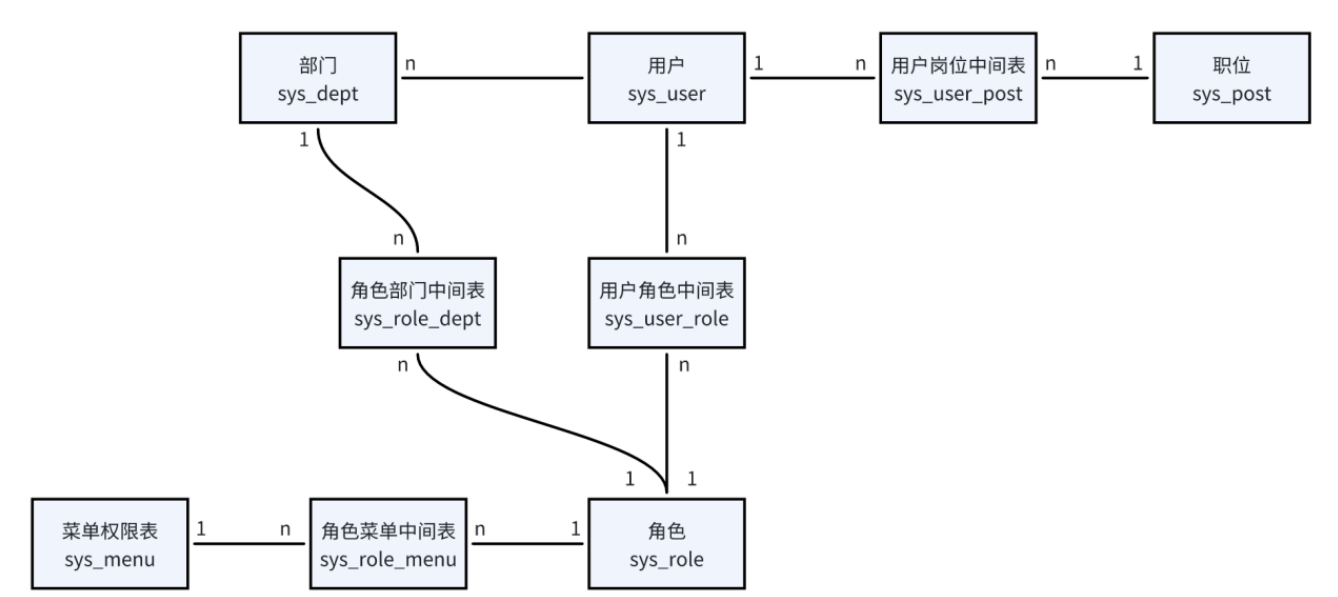 部门
sys_dept
n
用户
sys_user
1
n
用户岗位中间表
sys_user_post
n
1
职位
sys_post
1
1
n
n
角色部门中间表
sys_role_dept
用户角色中间表
sys_user_role
n
n
1
1
菜单权限表
sys_menu
1
n
角色菜单中间表
sys_role_menu
n
1
角色
sys_role